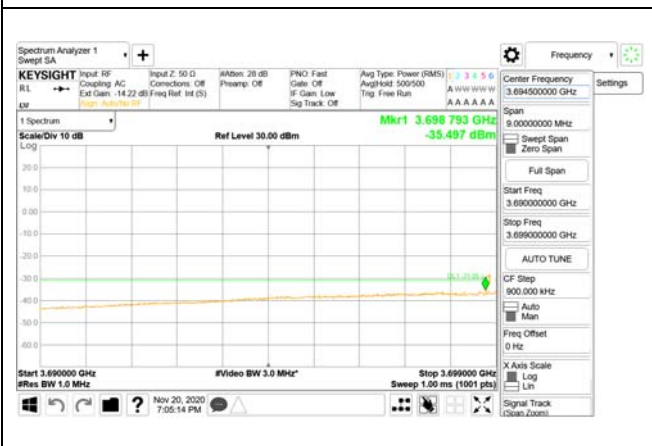 Spectrum Analyzer 1
Swept SA
+
Frequency
KEYSIGHT
RL
Input: RF
Coupling: AC
Ext Gain: -14.22 dB
Align: Auto/No RF
Input Z: 50 Ω
Corrections: Off
Freq Ref: Int (S)
#Atten: 28 dB
Preamp: Off
PNO: Fast
Gate: Off
IF Gain: Low
Sig Track: Off
Avg Type: Power (RMS)
Avg|Hold: 500/500
Trig: Free Run
1 2 3 4 5 6
A W W W W W
A A A A A A
1 Spectrum
Scale/Div 10 dB
Ref Level 30.00 dBm
Mkr1 3.698 793 GHz
-35.497 dBm
Log
20.0
10.0
0.00
-10.0
-20.0
-30.0
-40.0
-50.0
-60.0
Start 3.690000 GHz
#Res BW 1.0 MHz
#Video BW 3.0 MHz*
Stop 3.699000 GHz
Sweep 1.00 ms (1001 pts)
Nov 20, 2020
7:05:14 PM
Center Frequency
3.694500000 GHz
Settings
Span
9.00000000 MHz
Swept Span
Zero Span
Full Span
Start Freq
3.690000000 GHz
Stop Freq
3.699000000 GHz
AUTO TUNE
CF Step
900.000 kHz
Auto
Man
Freq Offset
0 Hz
X Axis Scale
Log
Lin
Signal Track
(Span Zoom)